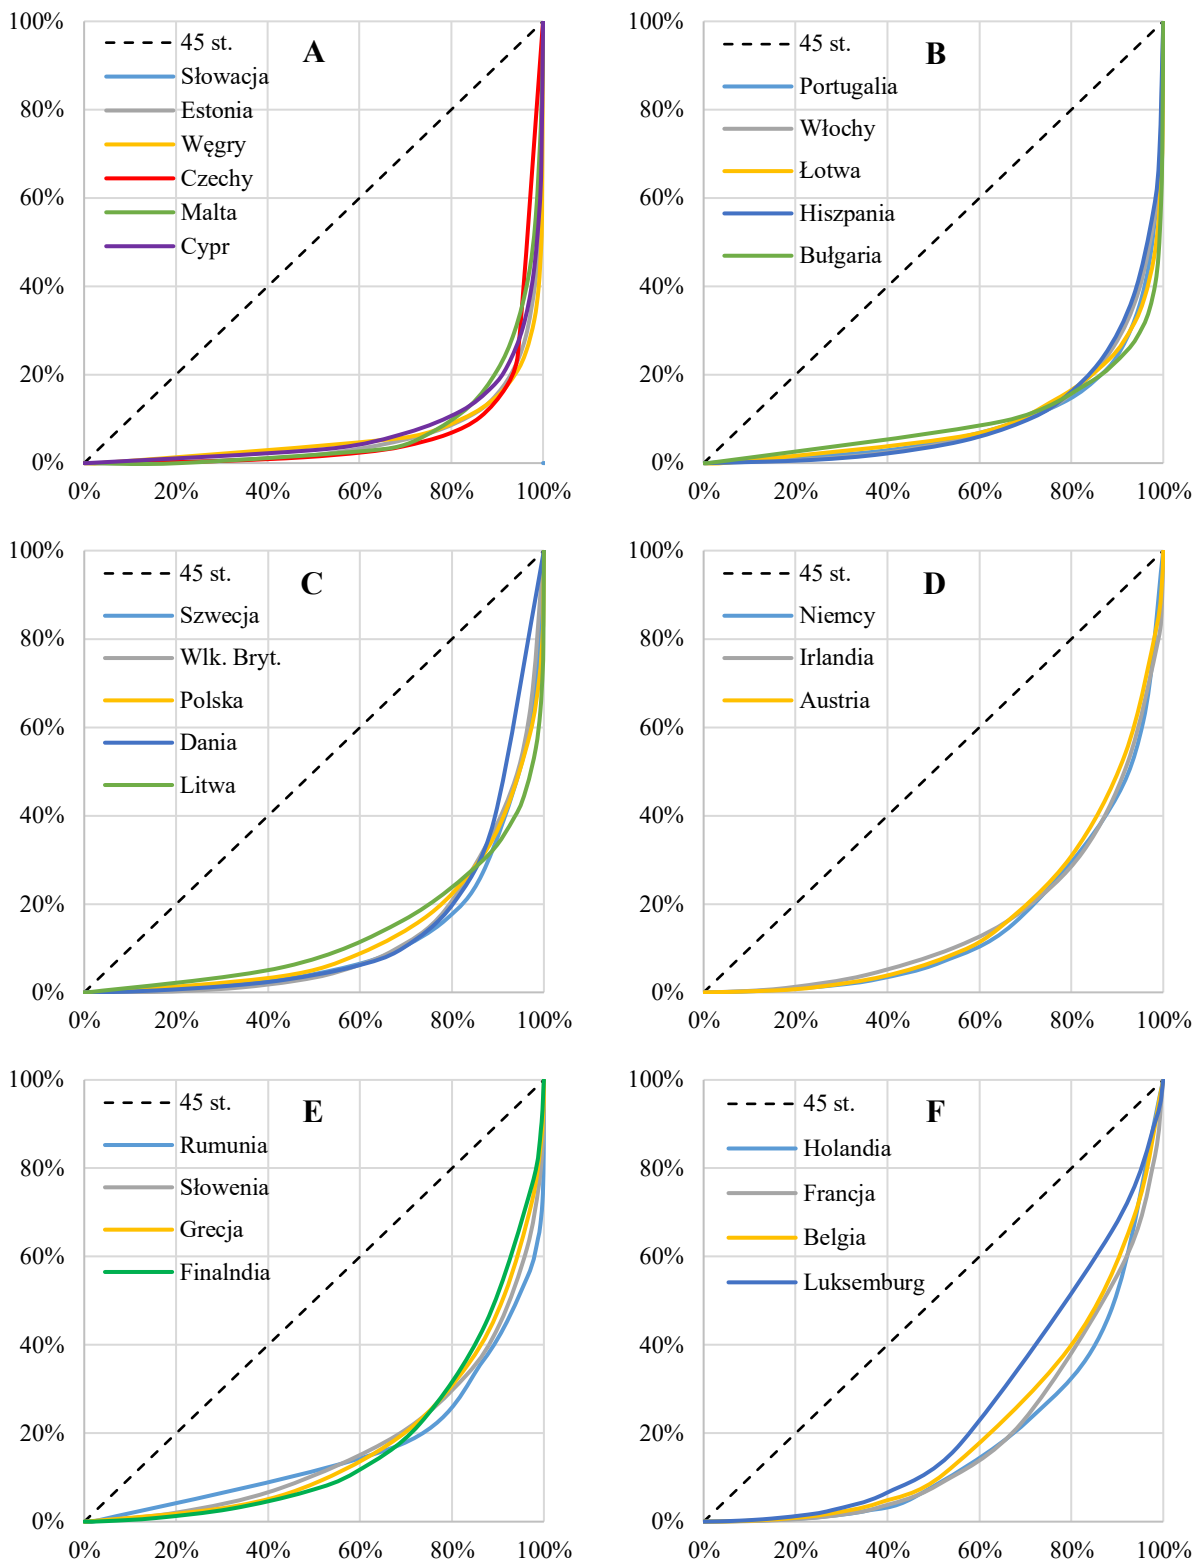 100%
80%
60%
40%
20%
0%
0% 20% 40% 60% 80% 100%
A
45 st.
Słowacja
Estonia
Węgry
Czechy
Malta
Cypr
100%
80%
60%
40%
20%
0%
0% 20% 40% 60% 80% 100%
B
45 st.
Portugalia
Włochy
Łotwa
Hiszpania
Bułgaria
100%
80%
60%
40%
20%
0%
0% 20% 40% 60% 80% 100%
C
45 st.
Szwecja
Wlk. Bryt.
Polska
Dania
Litwa
100%
80%
60%
40%
20%
0%
0% 20% 40% 60% 80% 100%
D
45 st.
Niemcy
Irlandia
Austria
100%
80%
60%
40%
20%
0%
0% 20% 40% 60% 80% 100%
E
45 st.
Rumunia
Słowenia
Grecja
Finalndia
100%
80%
60%
40%
20%
0%
0% 20% 40% 60% 80% 100%
F
45 st.
Holandia
Francja
Belgia
Luksemburg